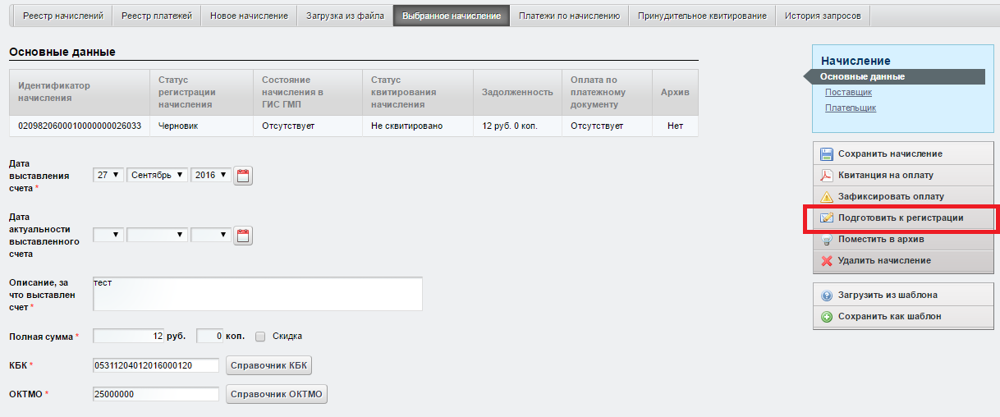 Реестр начислений Реестр платежей Новое начисление Загрузка из файла Выбранное начисление Платежи по начислению Принудительное квитирование История запросов
Основные данные
Идентификатор начисления
Статус регистрации начисления
Состояние начисления в ГИС ГМП
Статус квитирования начисления
Задолженность
Оплата по платежному документу
Архив
0209820600010000000026033 Черновик Отсутствует Не сквитировано 12 руб. 0 коп. Отсутствует Нет
Дата
выставления
счета *
27 Сентябрь 2016
Дата
актуальности
выставленного
счета
Описание, за
что выставлен
счет *
тест
Полная сумма * 12 руб. 0 коп. Скидка
КБК * 05311204012016000120 Справочник КБК
ОКТМО * 25000000 Справочник ОКТМО
Начисление
Основные данные
Поставщик
Плательщик
Сохранить начисление
Квитанция на оплату
Зафиксировать оплату
Подготовить к регистрации
Поместить в архив
Удалить начисление
Загрузить из шаблона
Сохранить как шаблон